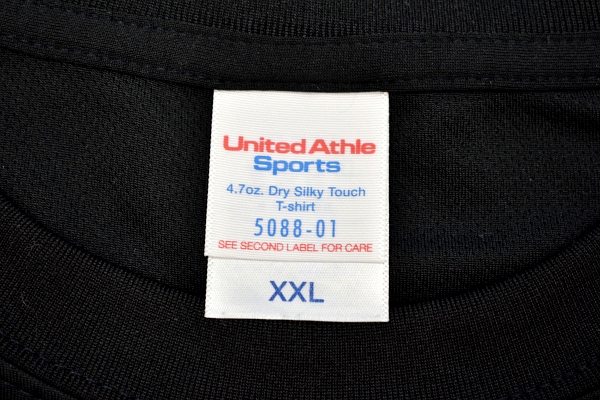 United Athle
Sports
4.7oz. Dry Silky Touch
T-shirt
5088-01
SEE SECOND LABEL FOR CARE
XXL